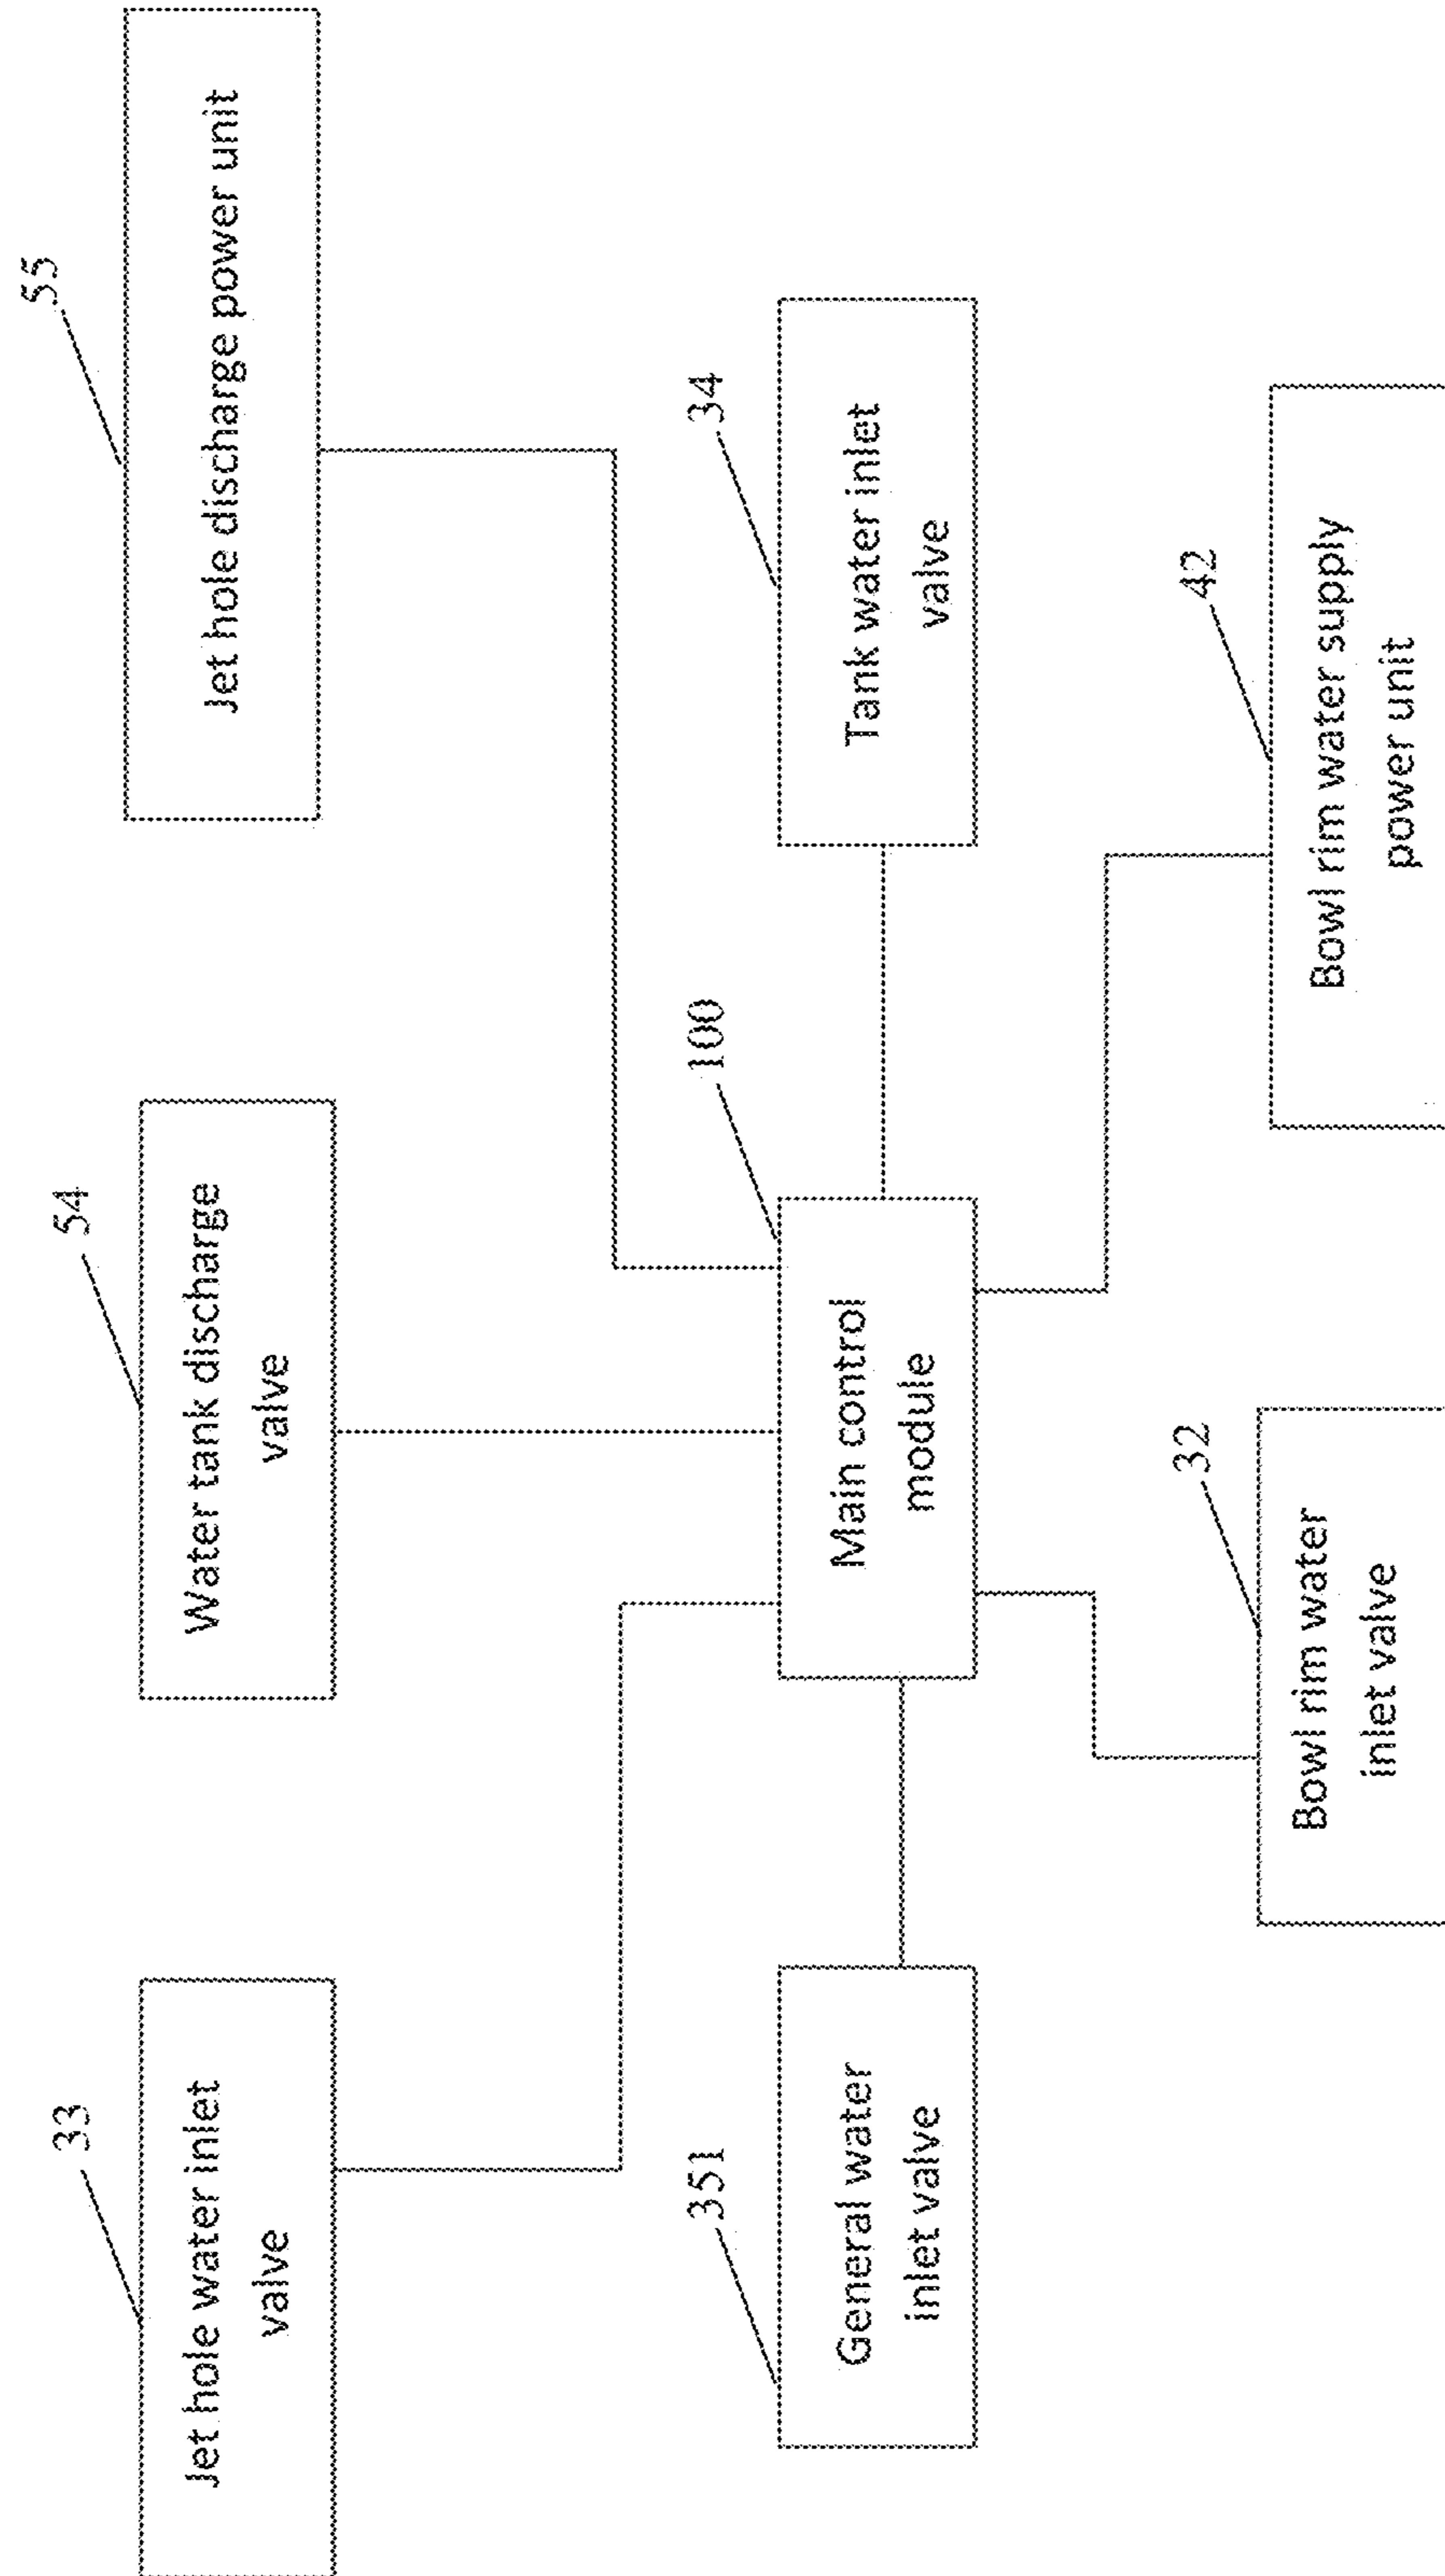 33
Jet hole water inlet
valve
54
Water tank discharge
valve
55
Jet hole discharge power unit
351
General water
inlet valve
100
Main control
module
34
Tank water inlet
valve
32
Bowl rim water
inlet valve
42
Bowl rim water supply
power unit